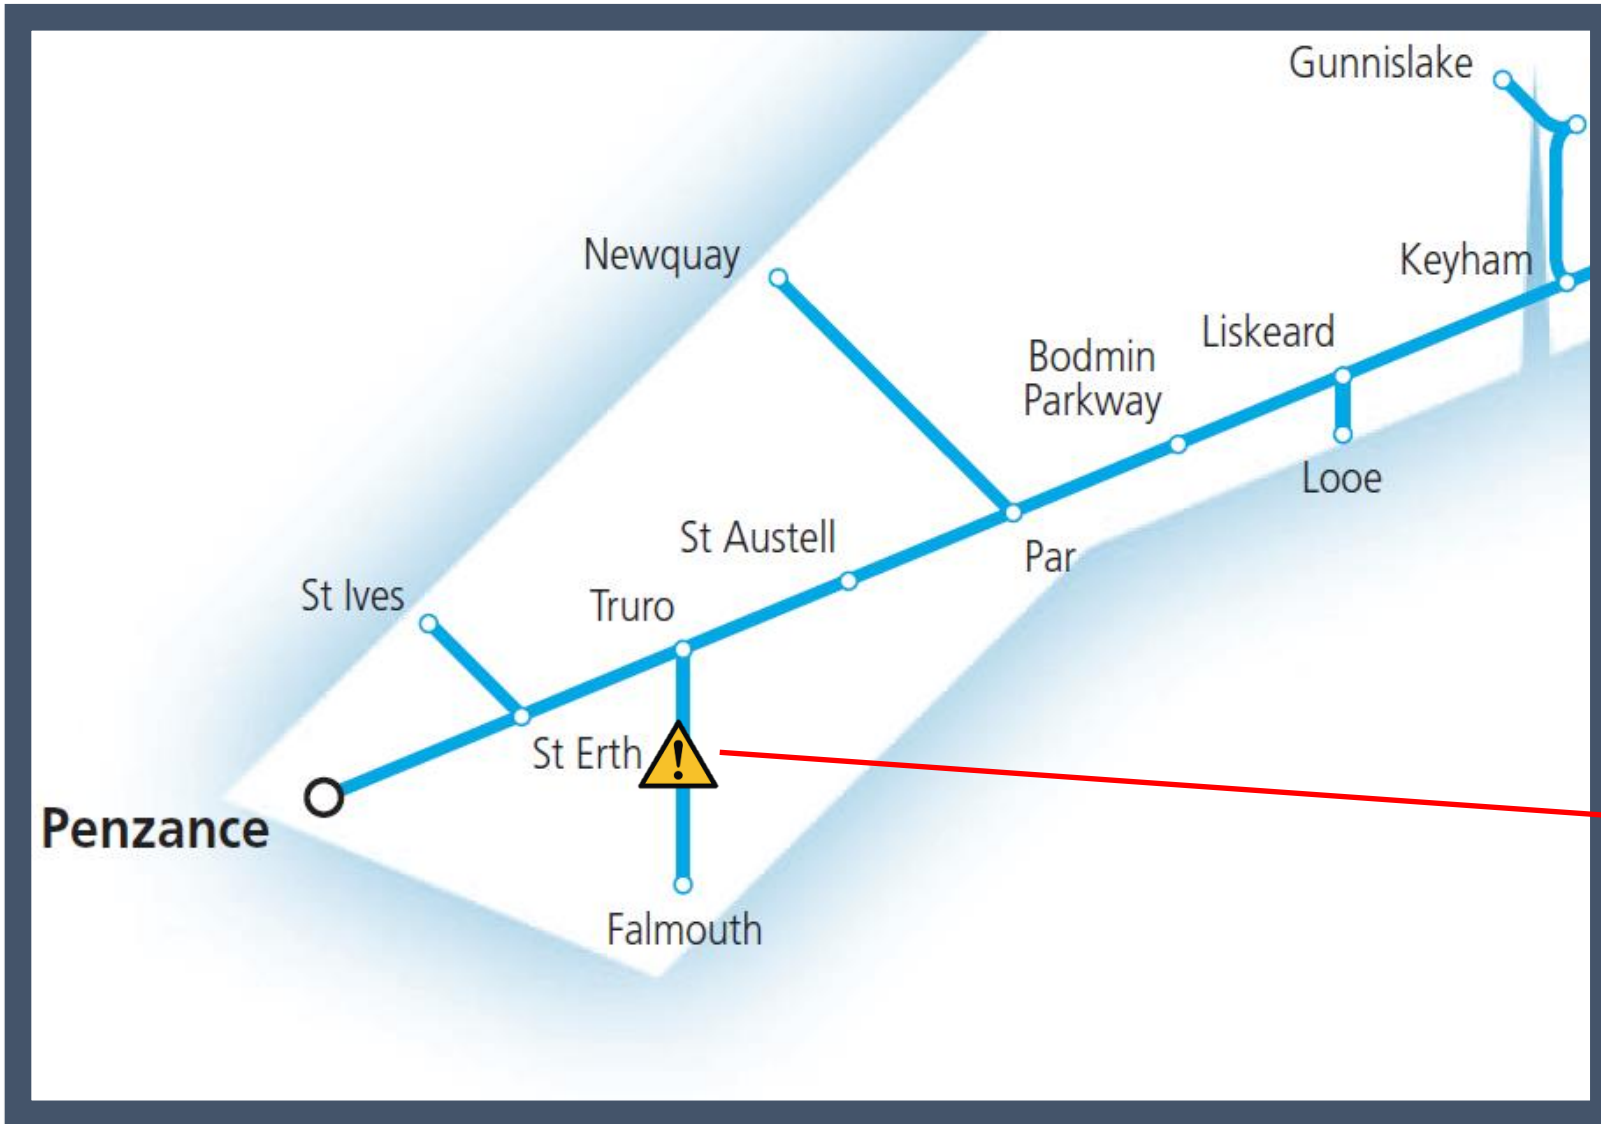 Gunnislake
Newquay
Keyham
Liskeard
Bodmin
Parkway
Looe
St Austell
Par
St Ives
Truro
St Erth
!
Penzance
Falmouth